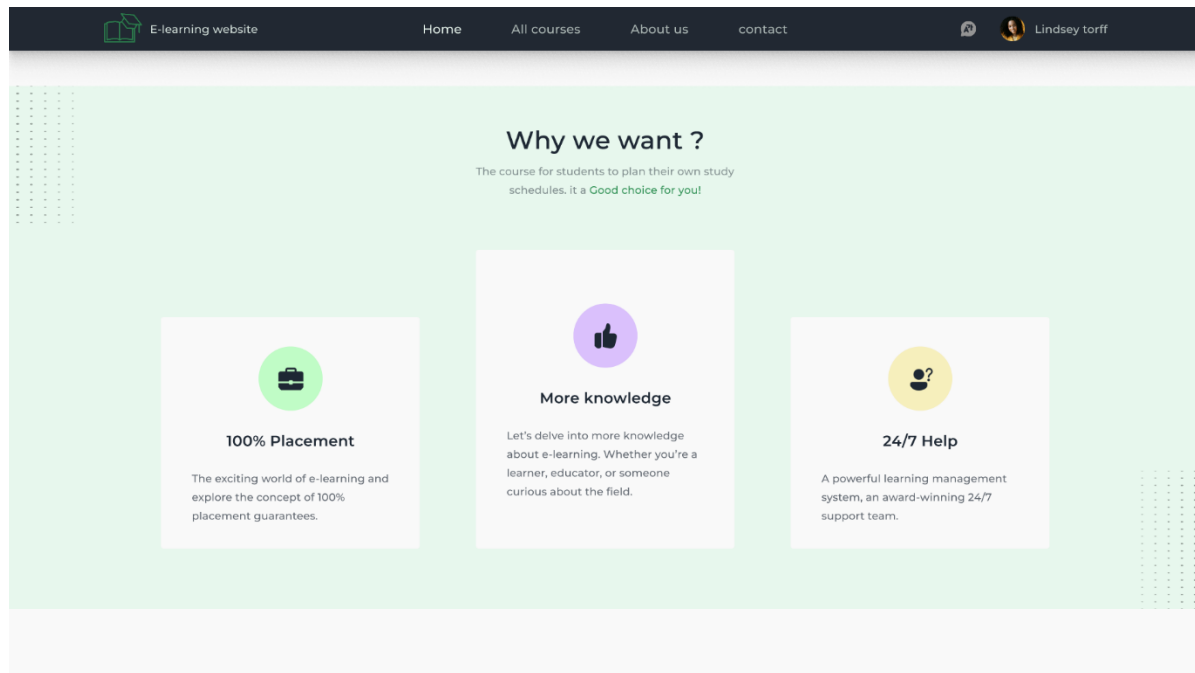 E-learning website
Home
All courses
About us
contact
Lindsey torff
Why we want ?
The course for students to plan their own study
schedules. it a Good choice for you!
100% Placement
The exciting world of e-learning and
explore the concept of 100%
placement guarantees.
More knowledge
Let's delve into more knowledge
about e-learning. Whether you're a
learner, educator, or someone
curious about the field.
?
24/7 Help
A powerful learning management
system, an award-winning 24/7
support team.